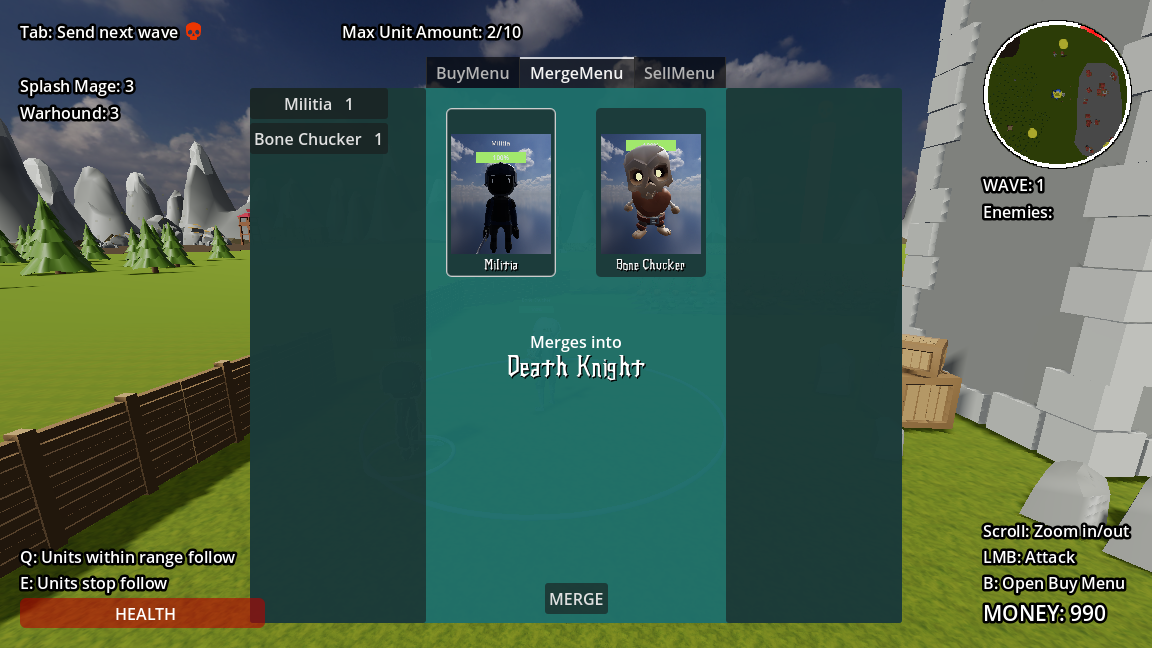 Tab: Send next wave
Max Unit Amount: 2/10
Splash Mage: 3
Warhound: 3
BuyMenu
MergeMenu
SellMenu
Militia 1
Bone Chucker 1
Militia
100%
Militia
Bone Chucker
Merges into
Death Knight
MERGE
WAVE: 1
Enemies:
Q: Units within range follow
E: Units stop follow
HEALTH
Scroll: Zoom in/out
LMB: Attack
B: Open Buy Menu
MONEY: 990